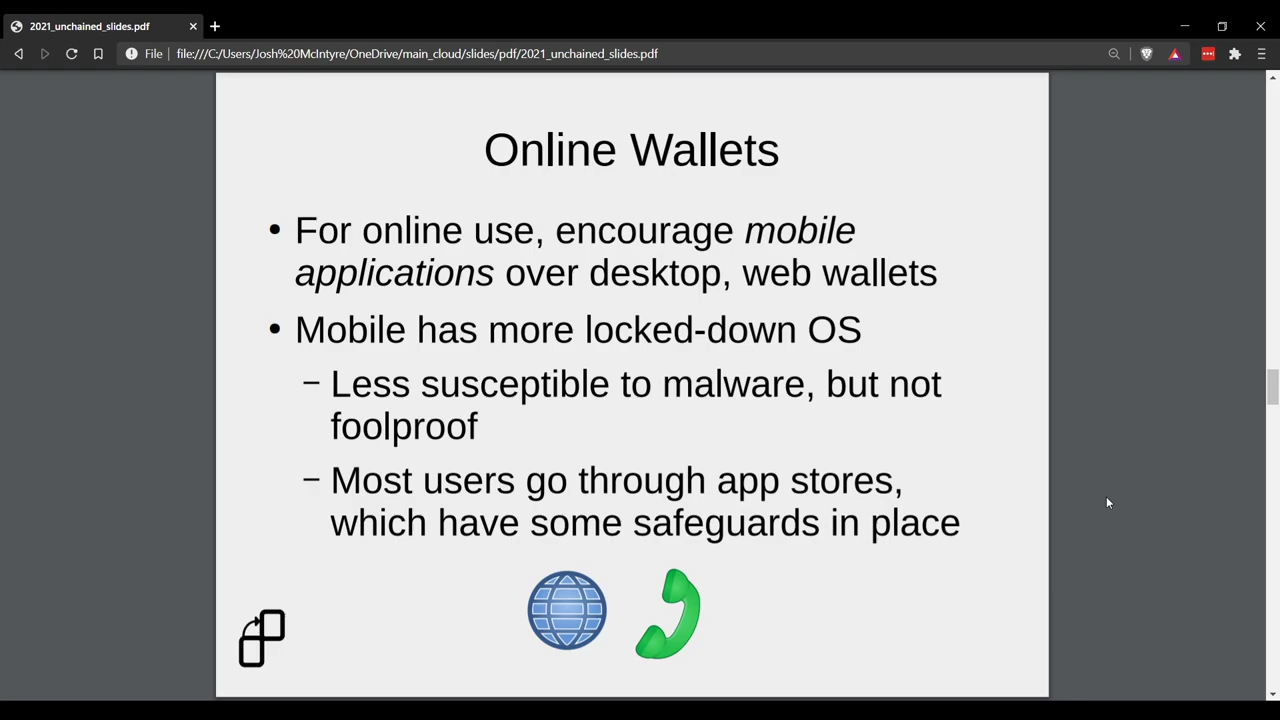 2021_unchained_slides.pdf
File file:///C:/Users/Josh%20McIntyre/OneDrive/main_cloud/slides/pdf/2021_unchained_slides.pdf
Online Wallets
• For online use, encourage mobile
applications over desktop, web wallets
• Mobile has more locked-down OS
– Less susceptible to malware, but not
foolproof
– Most users go through app stores,
which have some safeguards in place